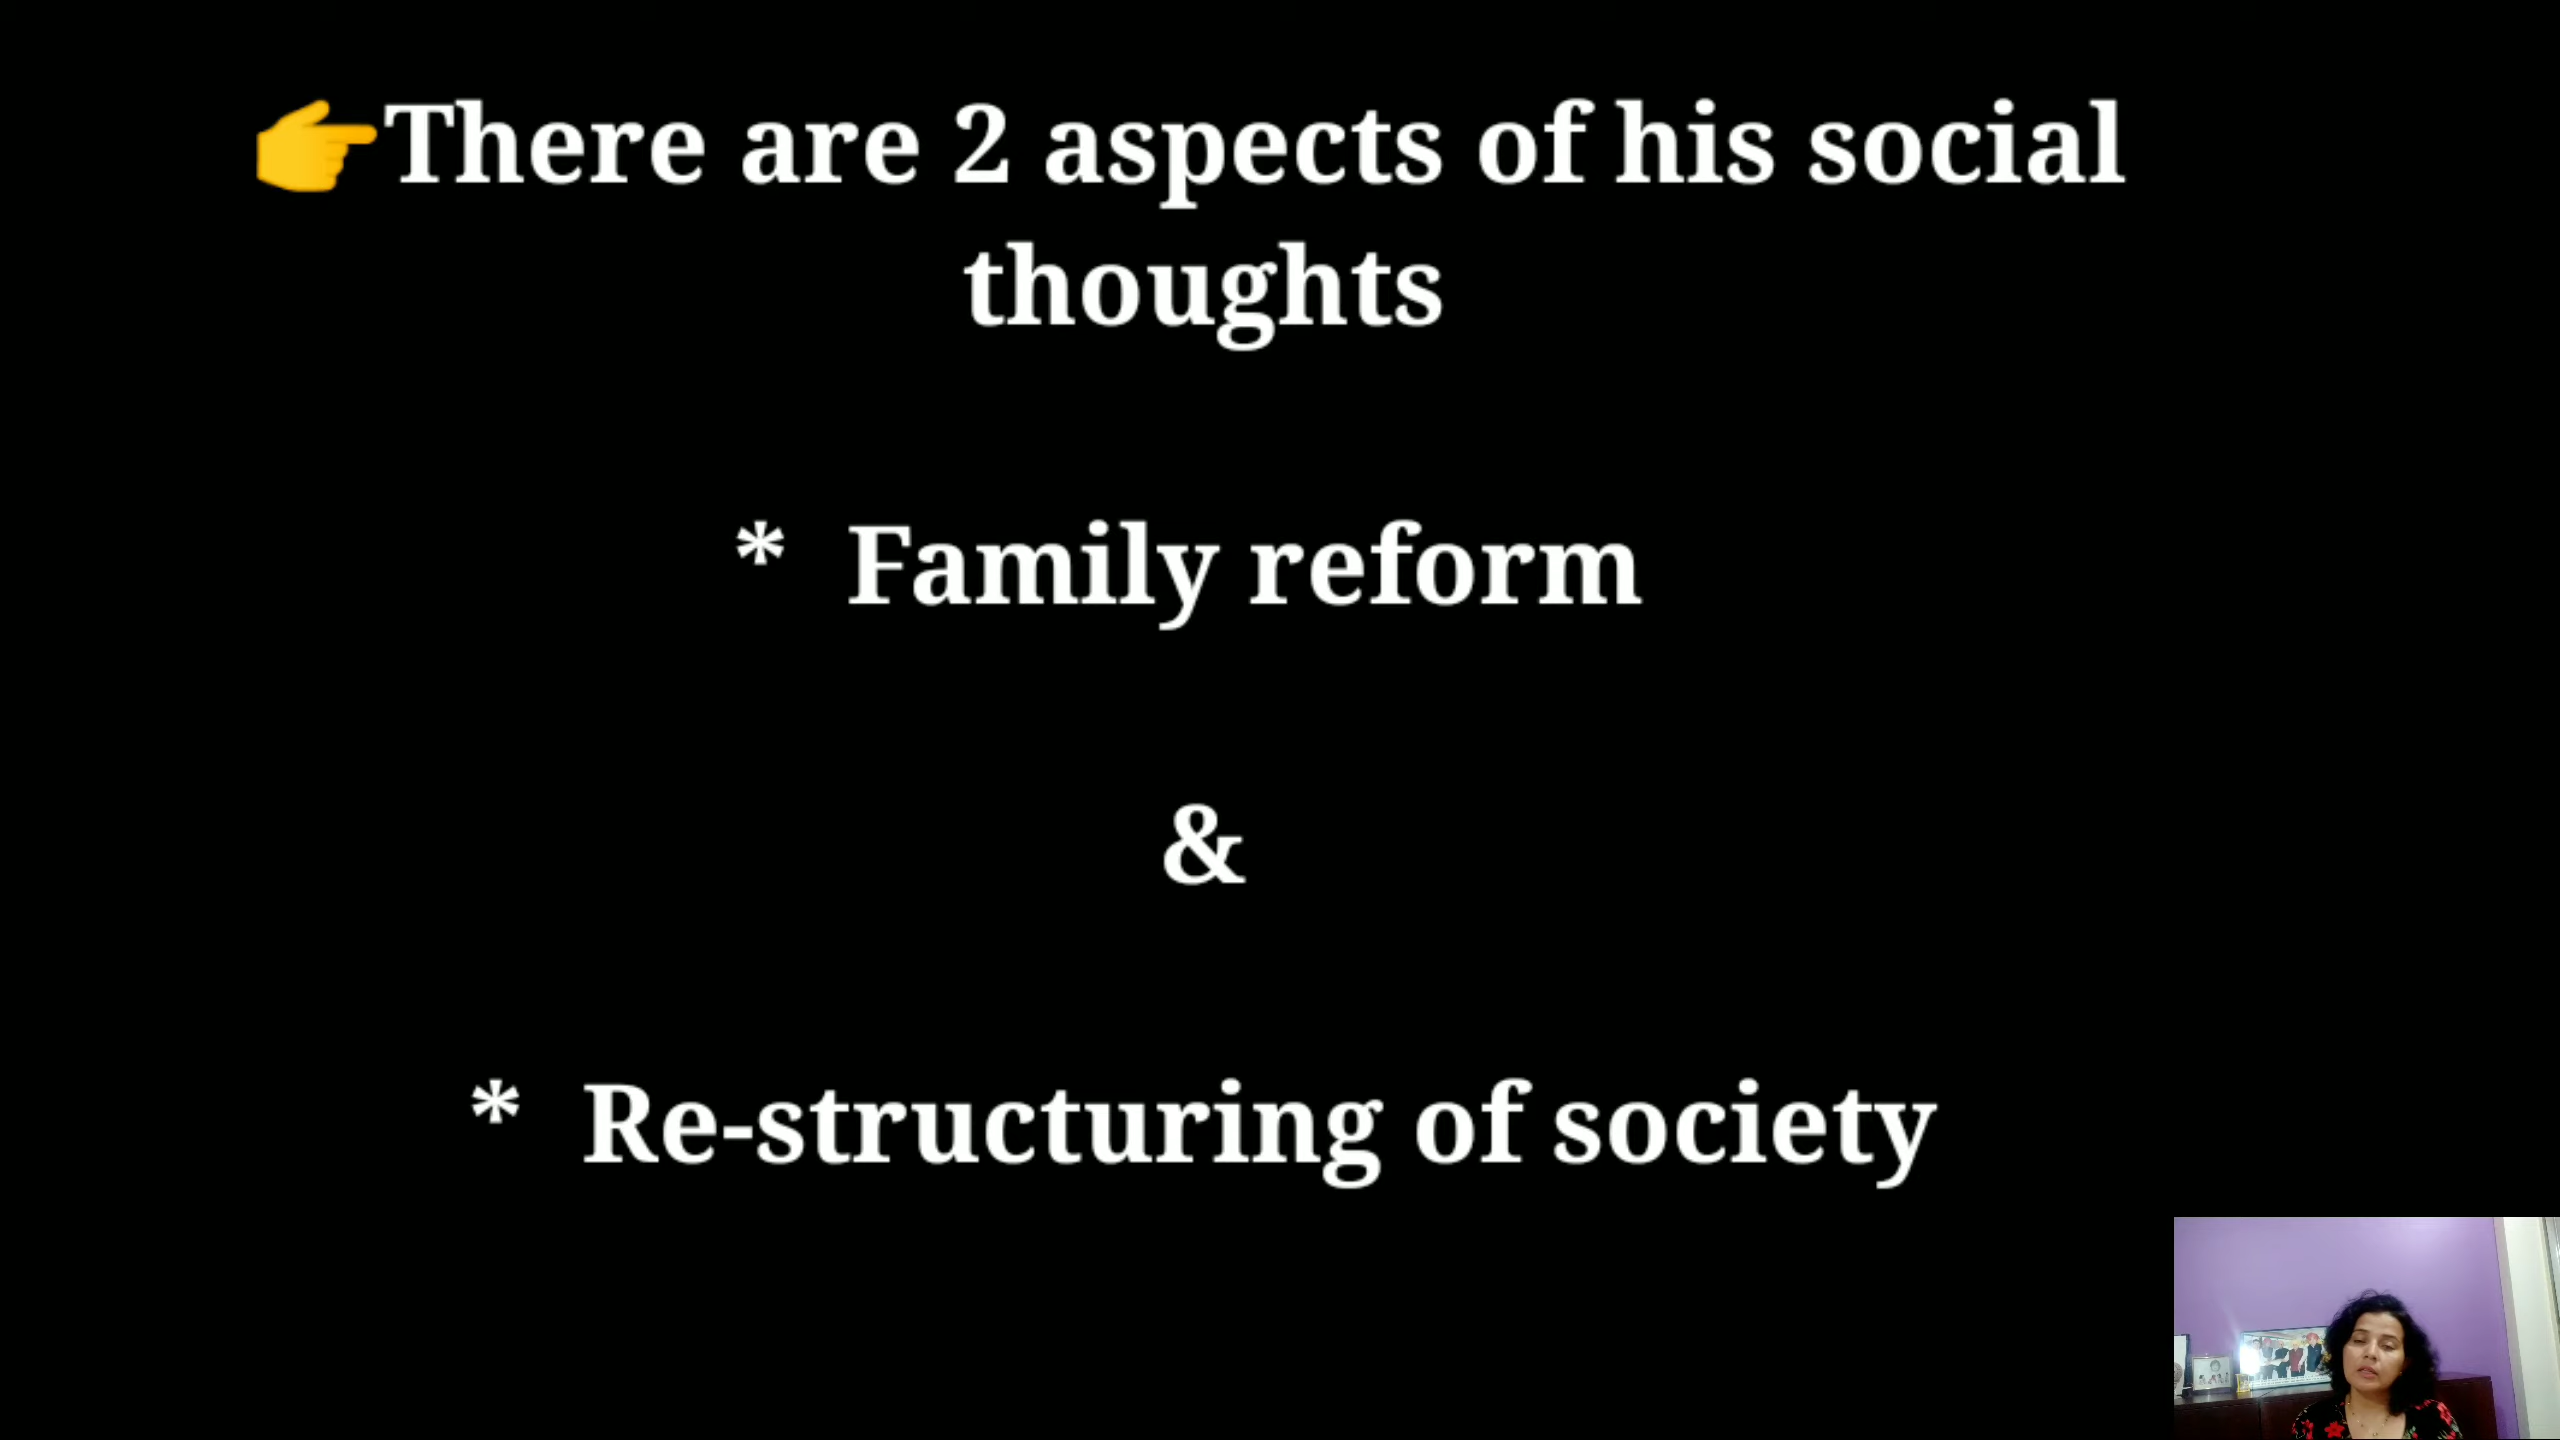 👉There are 2 aspects of his social
thoughts
* Family reform
&
* Re-structuring of society